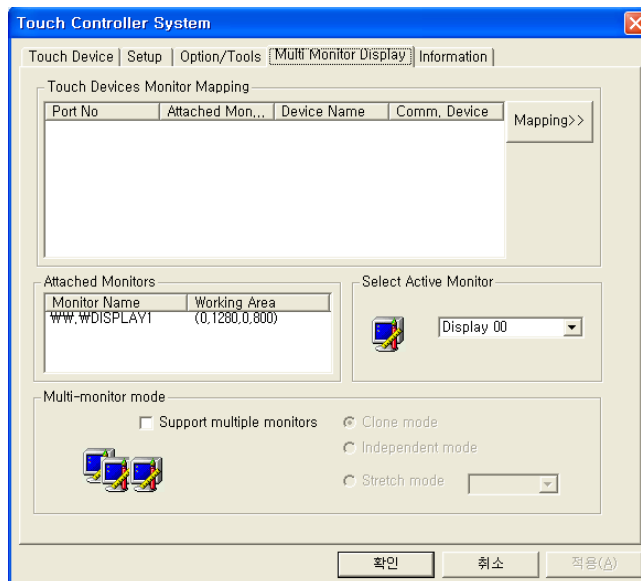 Touch Controller System
Touch Device Setup Option/Tools Multi Monitor Display Information
Touch Devices Monitor Mapping
Port No Attached Mon,,, Device Name Comm, Device
Mapping>>
Attached Monitors
Monitor Name Working Area
₩₩,₩DISPLAY1 (0,1280,0,800)
Select Active Monitor
Display 00
Multi-monitor mode
Support multiple monitors
Clone mode
Independent mode
Stretch mode
확인 취소 적용(A)